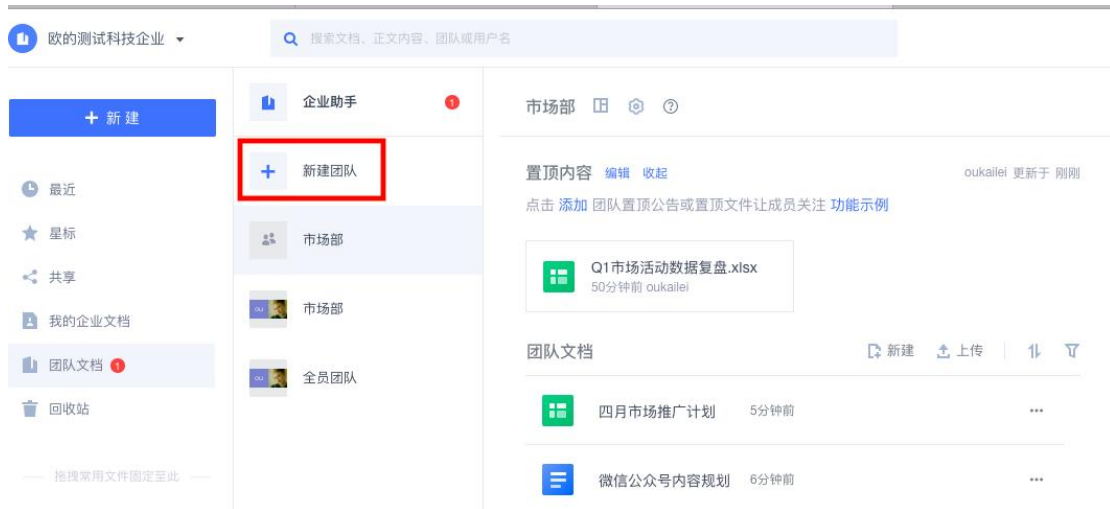 欧的测试科技企业
搜索文档、正文内容、团队或用户名
新建
最近
星标
共享
我的企业文档
团队文档 1
回收站
拖拽常用文件固定至此
企业助手 1
新建团队
市场部
ou 市场部
ou 全员团队
市场部
置顶内容 编辑 收起 oukailei 更新于 刚刚
点击 添加 团队置顶公告或置顶文件让成员关注 功能示例
Q1市场活动数据复盘.xlsx
50分钟前 oukailei
团队文档 新建 上传
四月市场推广计划 5分钟前
微信公众号内容规划 6分钟前